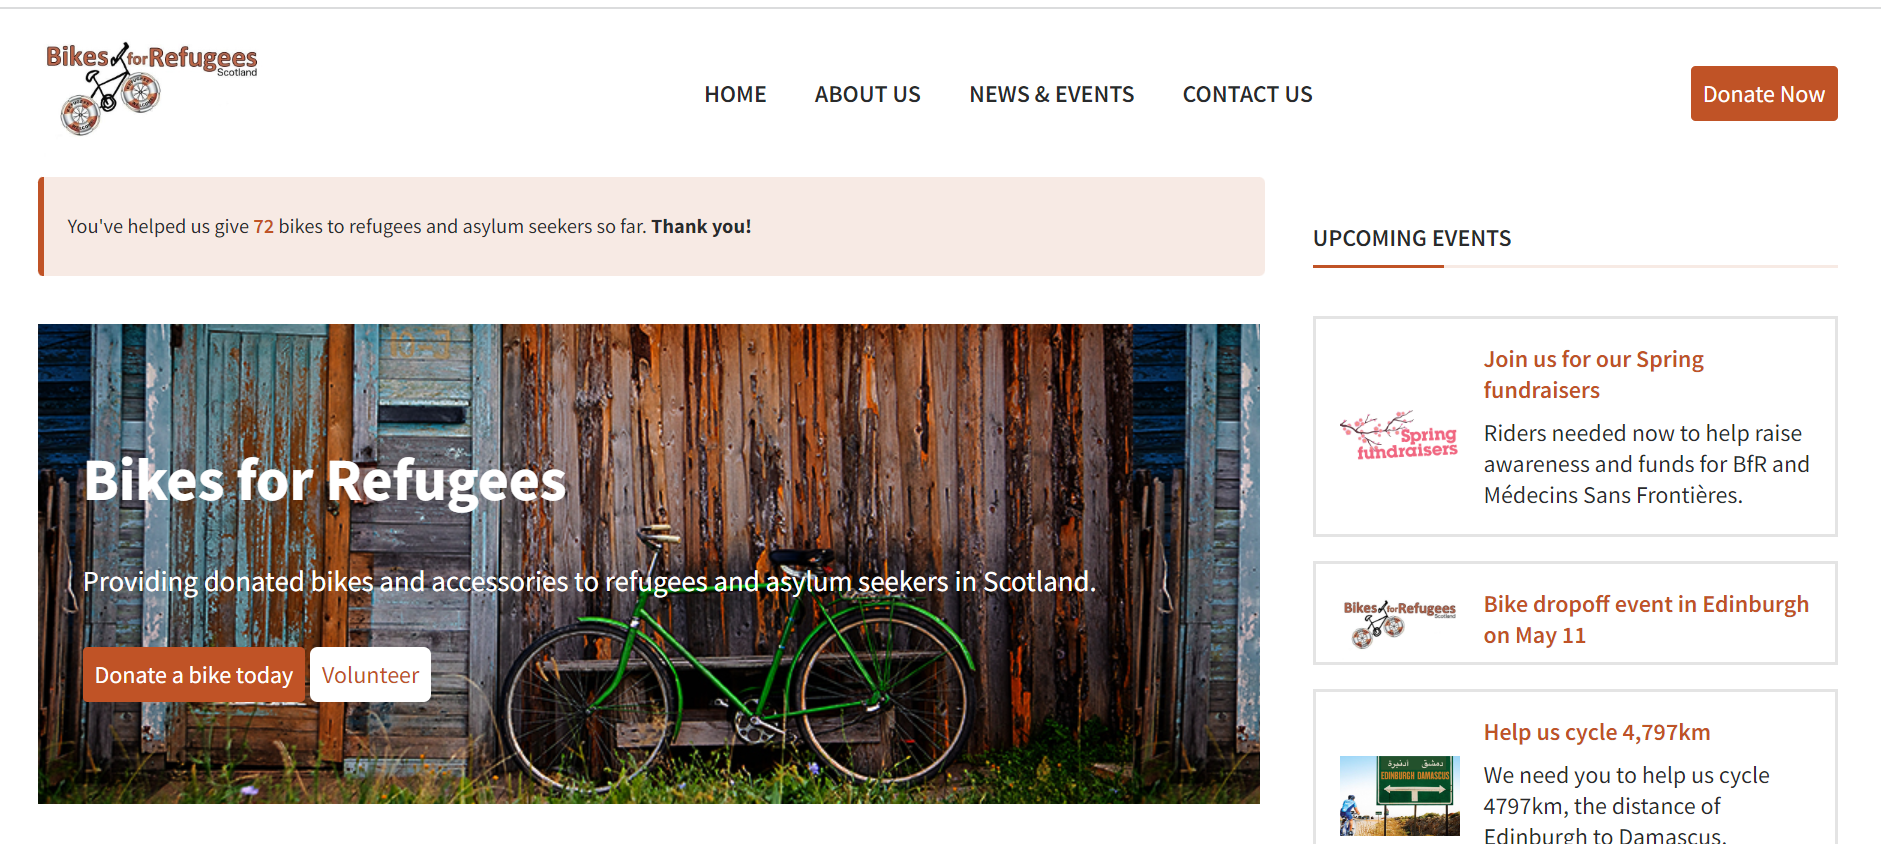 Bikes for Refugees
Scotland
HOME
ABOUT US
NEWS & EVENTS
CONTACT US
Donate Now
You've helped us give 72 bikes to refugees and asylum seekers so far. Thank you!
Bikes for Refugees
Providing donated bikes and accessories to refugees and asylum seekers in Scotland.
Donate a bike today
Volunteer
UPCOMING EVENTS
Spring
fundraisers
Join us for our Spring
fundraisers
Riders needed now to help raise
awareness and funds for BfR and
Médecins Sans Frontières.
Bikes for Refugees
Scotland
Bike dropoff event in Edinburgh
on May 11
دمشق أدنبرة
EDINBURGH DAMASCUS
Help us cycle 4,797km
We need you to help us cycle
4797km, the distance of
Edinburgh to Damascus.